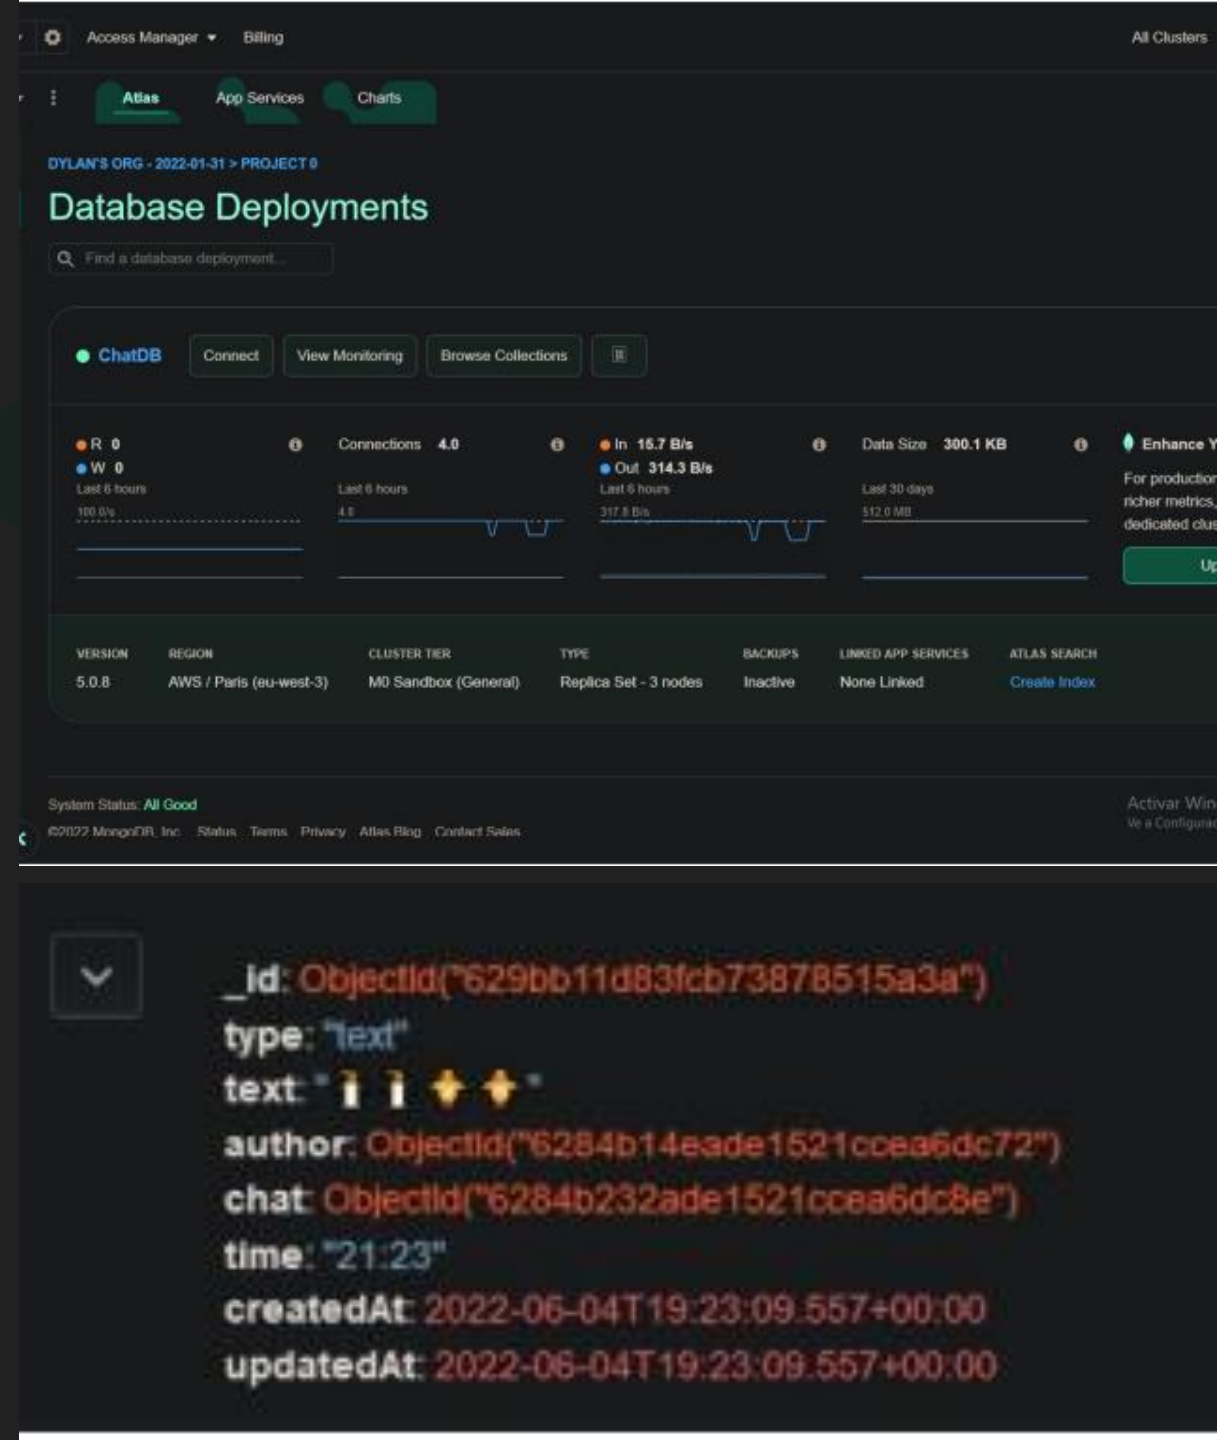 Access Manager Billing All Clusters
Atlas App Services Charts
DYLAN'S ORG - 2022-01-31 > PROJECT 0
Database Deployments
Find a database deployment...
ChatDB Connect View Monitoring Browse Collections
R 0 Connections 4.0 In 15.7 B/s Data Size 300.1 KB Enhance Y
W 0 Out 314.3 B/s
Last 6 hours Last 6 hours Last 6 hours Last 30 days For production
100.0/s 4.0 317.8 B/s 512.0 MB richer metrics,
dedicated clus
Up
VERSION REGION CLUSTER TIER TYPE BACKUPS LINKED APP SERVICES ATLAS SEARCH
5.0.8 AWS / Paris (eu-west-3) M0 Sandbox (General) Replica Set - 3 nodes Inactive None Linked Create Index
System Status: All Good
Activar Win
©2022 MongoDB, Inc. Status Terms Privacy Atlas Blog Contact Sales
Ve a Configurac
_id: ObjectId("629bb11d83fcb73878515a3a")
type: "text"
text: "
author: ObjectId("6284b14eade1521ccea6dc72")
chat: ObjectId("6284b232ade1521ccea6dc8e")
time: "21:23"
createdAt: 2022-06-04T19:23:09.557+00:00
updatedAt: 2022-06-04T19:23:09.557+00:00